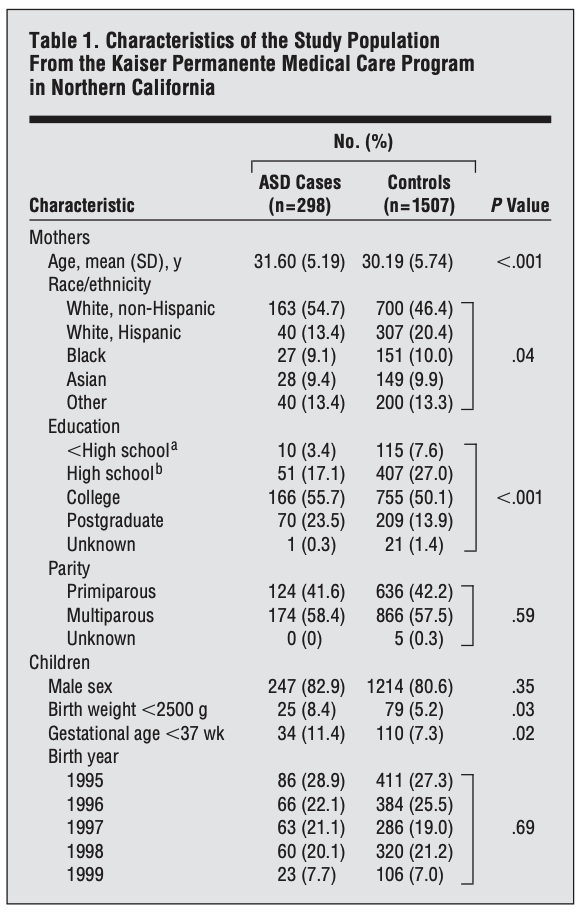 Table 1. Characteristics of the Study Population
From the Kaiser Permanente Medical Care Program
in Northern California
No. (%)
ASD Cases Controls
Characteristic (n=298) (n=1507) P Value
Mothers
Age, mean (SD), y 31.60 (5.19) 30.19 (5.74) <.001
Race/ethnicity
White, non-Hispanic 163 (54.7) 700 (46.4)
White, Hispanic 40 (13.4) 307 (20.4)
Black 27 (9.1) 151 (10.0) .04
Asian 28 (9.4) 149 (9.9)
Other 40 (13.4) 200 (13.3)
Education
<High schoolᵃ 10 (3.4) 115 (7.6)
High schoolᵇ 51 (17.1) 407 (27.0)
College 166 (55.7) 755 (50.1) <.001
Postgraduate 70 (23.5) 209 (13.9)
Unknown 1 (0.3) 21 (1.4)
Parity
Primiparous 124 (41.6) 636 (42.2)
Multiparous 174 (58.4) 866 (57.5) .59
Unknown 0 (0) 5 (0.3)
Children
Male sex 247 (82.9) 1214 (80.6) .35
Birth weight <2500 g 25 (8.4) 79 (5.2) .03
Gestational age <37 wk 34 (11.4) 110 (7.3) .02
Birth year
1995 86 (28.9) 411 (27.3)
1996 66 (22.1) 384 (25.5)
1997 63 (21.1) 286 (19.0) .69
1998 60 (20.1) 320 (21.2)
1999 23 (7.7) 106 (7.0)